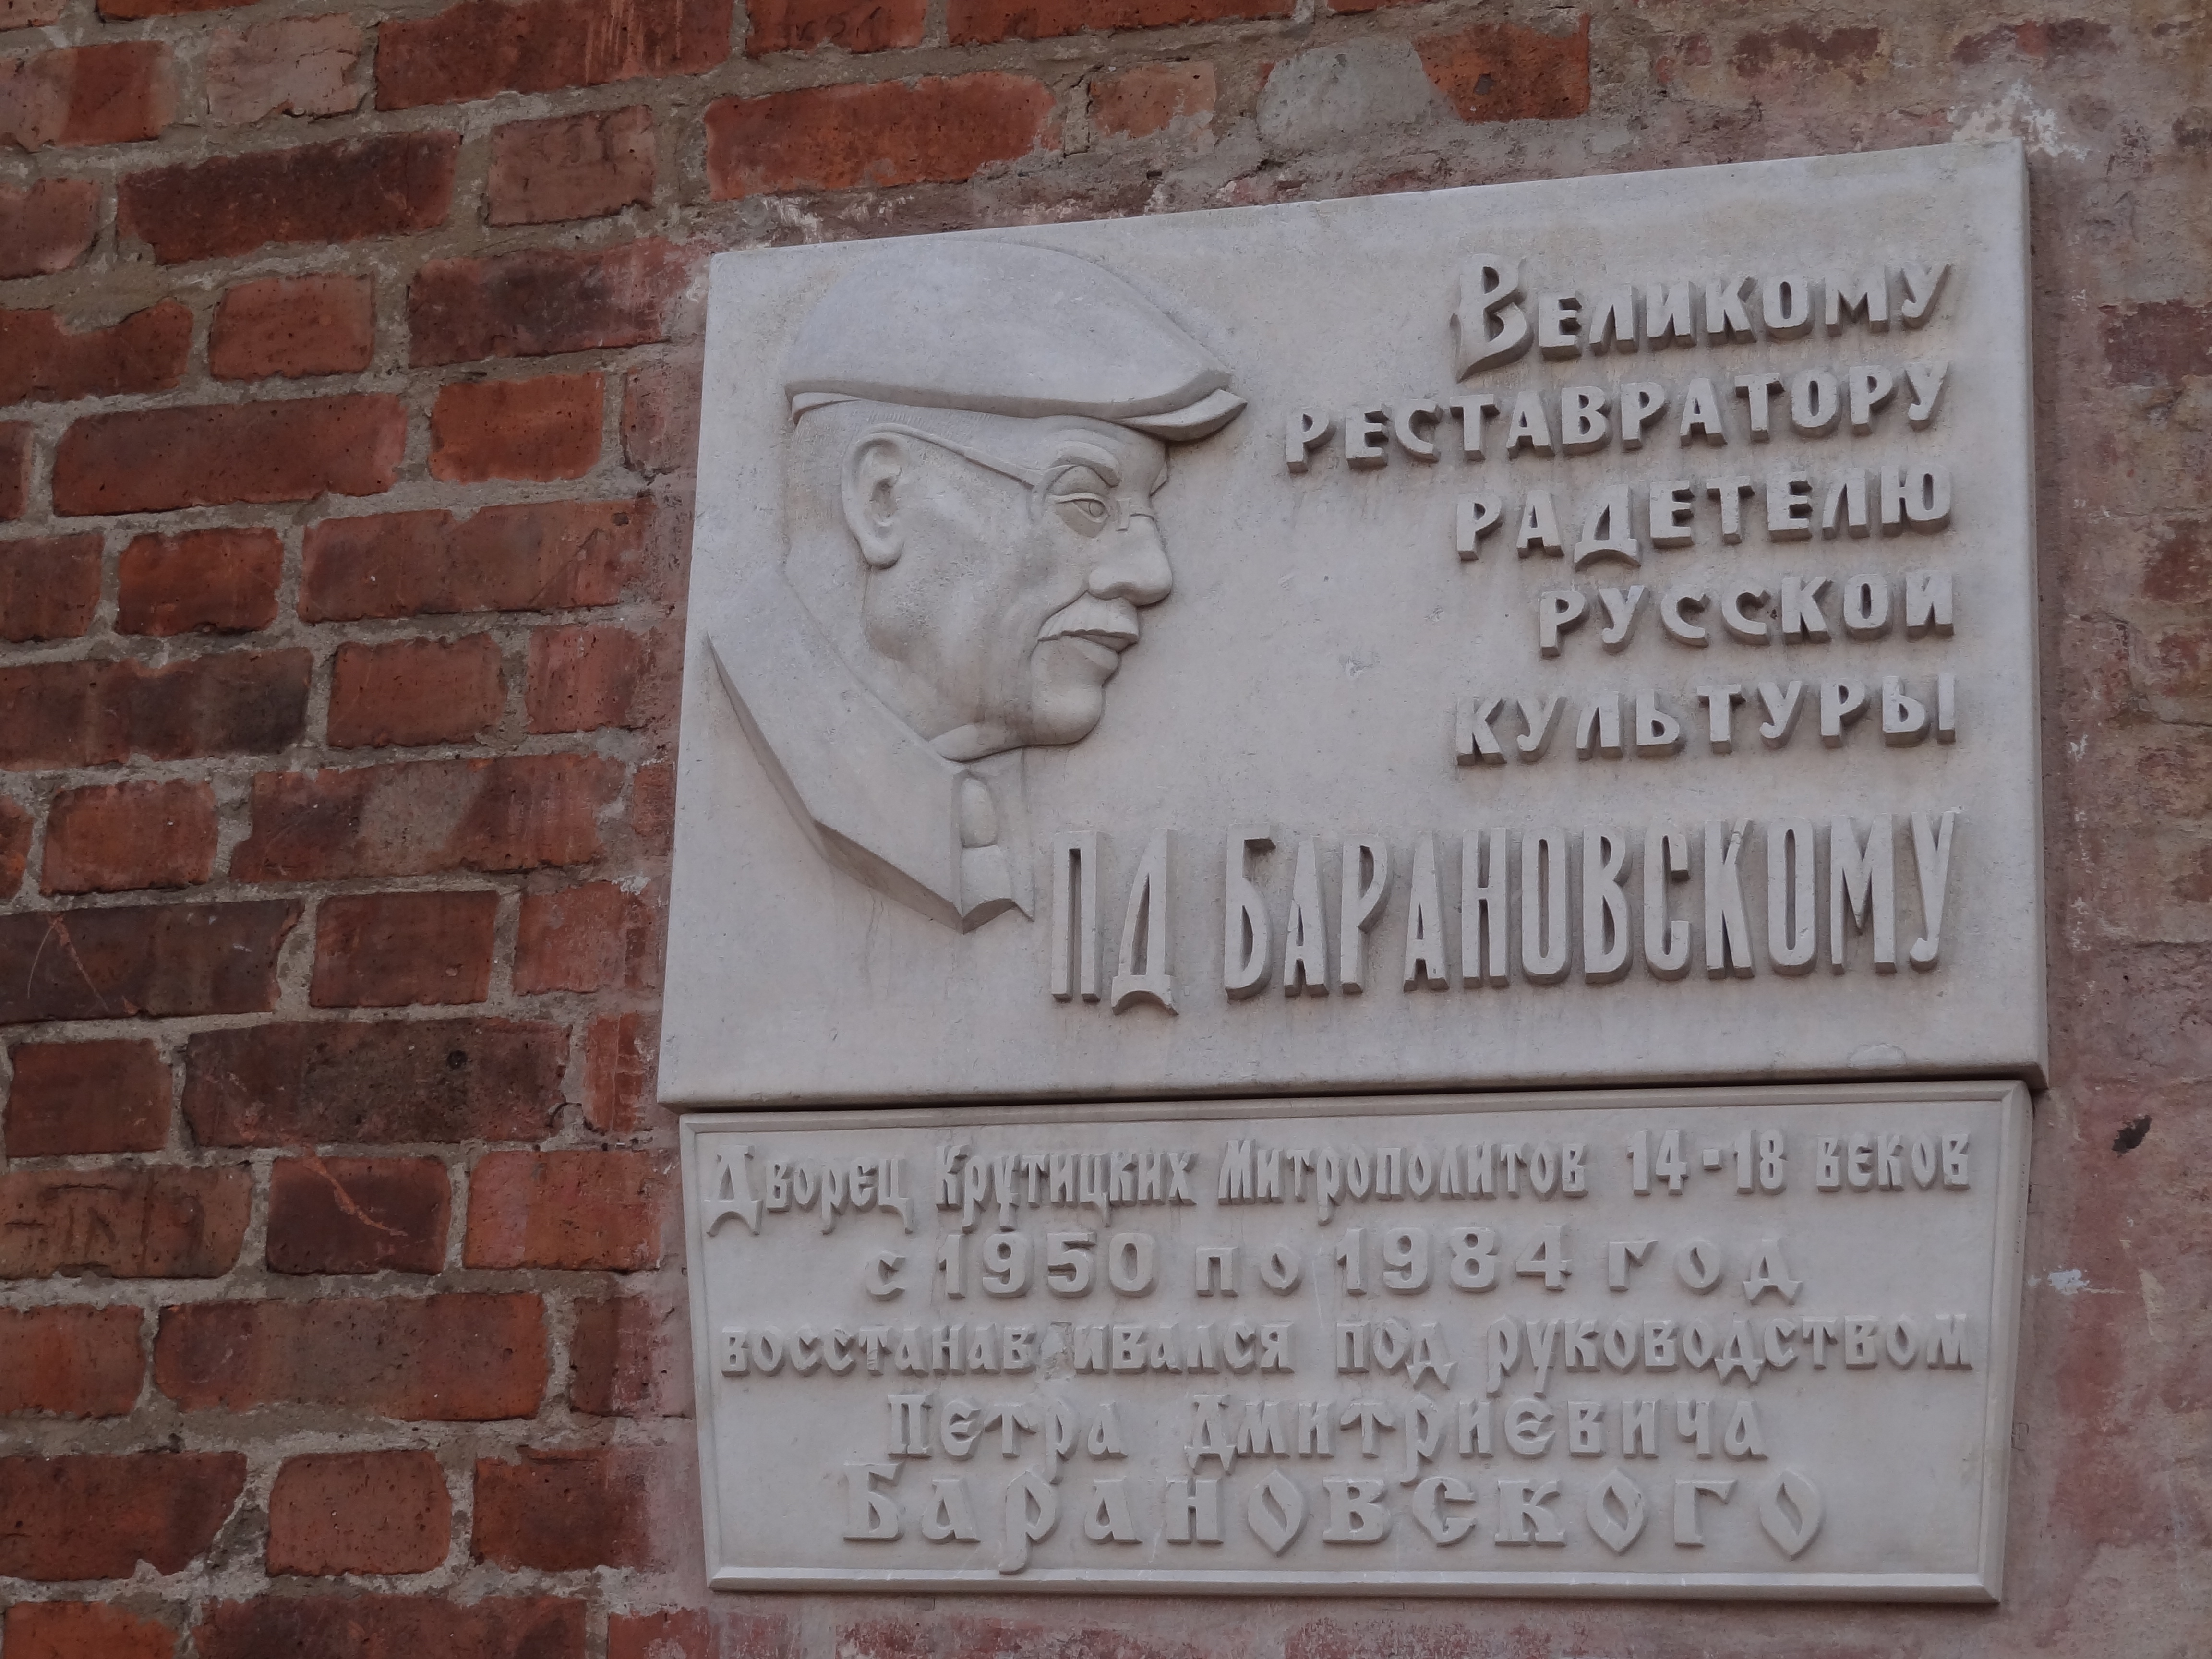 Великому
реставратору
радетелю
русской
культуры
ПД Барановскому
Дворец Крутицких Митрополитов 14-18 веков
с 1950 по 1984 год
восстанавливался под руководством
Петра Дмитриевича
Барановского